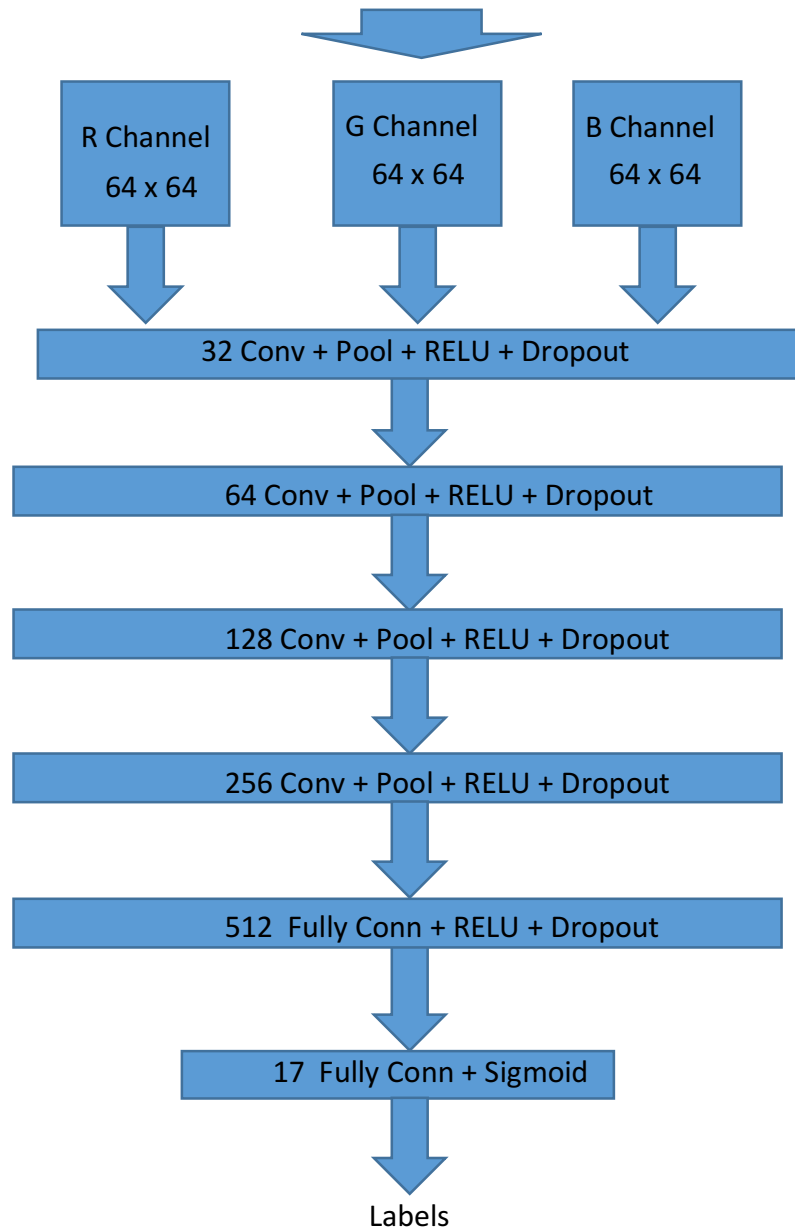 R Channel
64 x 64
G Channel
64 x 64
B Channel
64 x 64
32 Conv + Pool + RELU + Dropout
64 Conv + Pool + RELU + Dropout
128 Conv + Pool + RELU + Dropout
256 Conv + Pool + RELU + Dropout
512  Fully Conn + RELU + Dropout
17  Fully Conn + Sigmoid
Labels